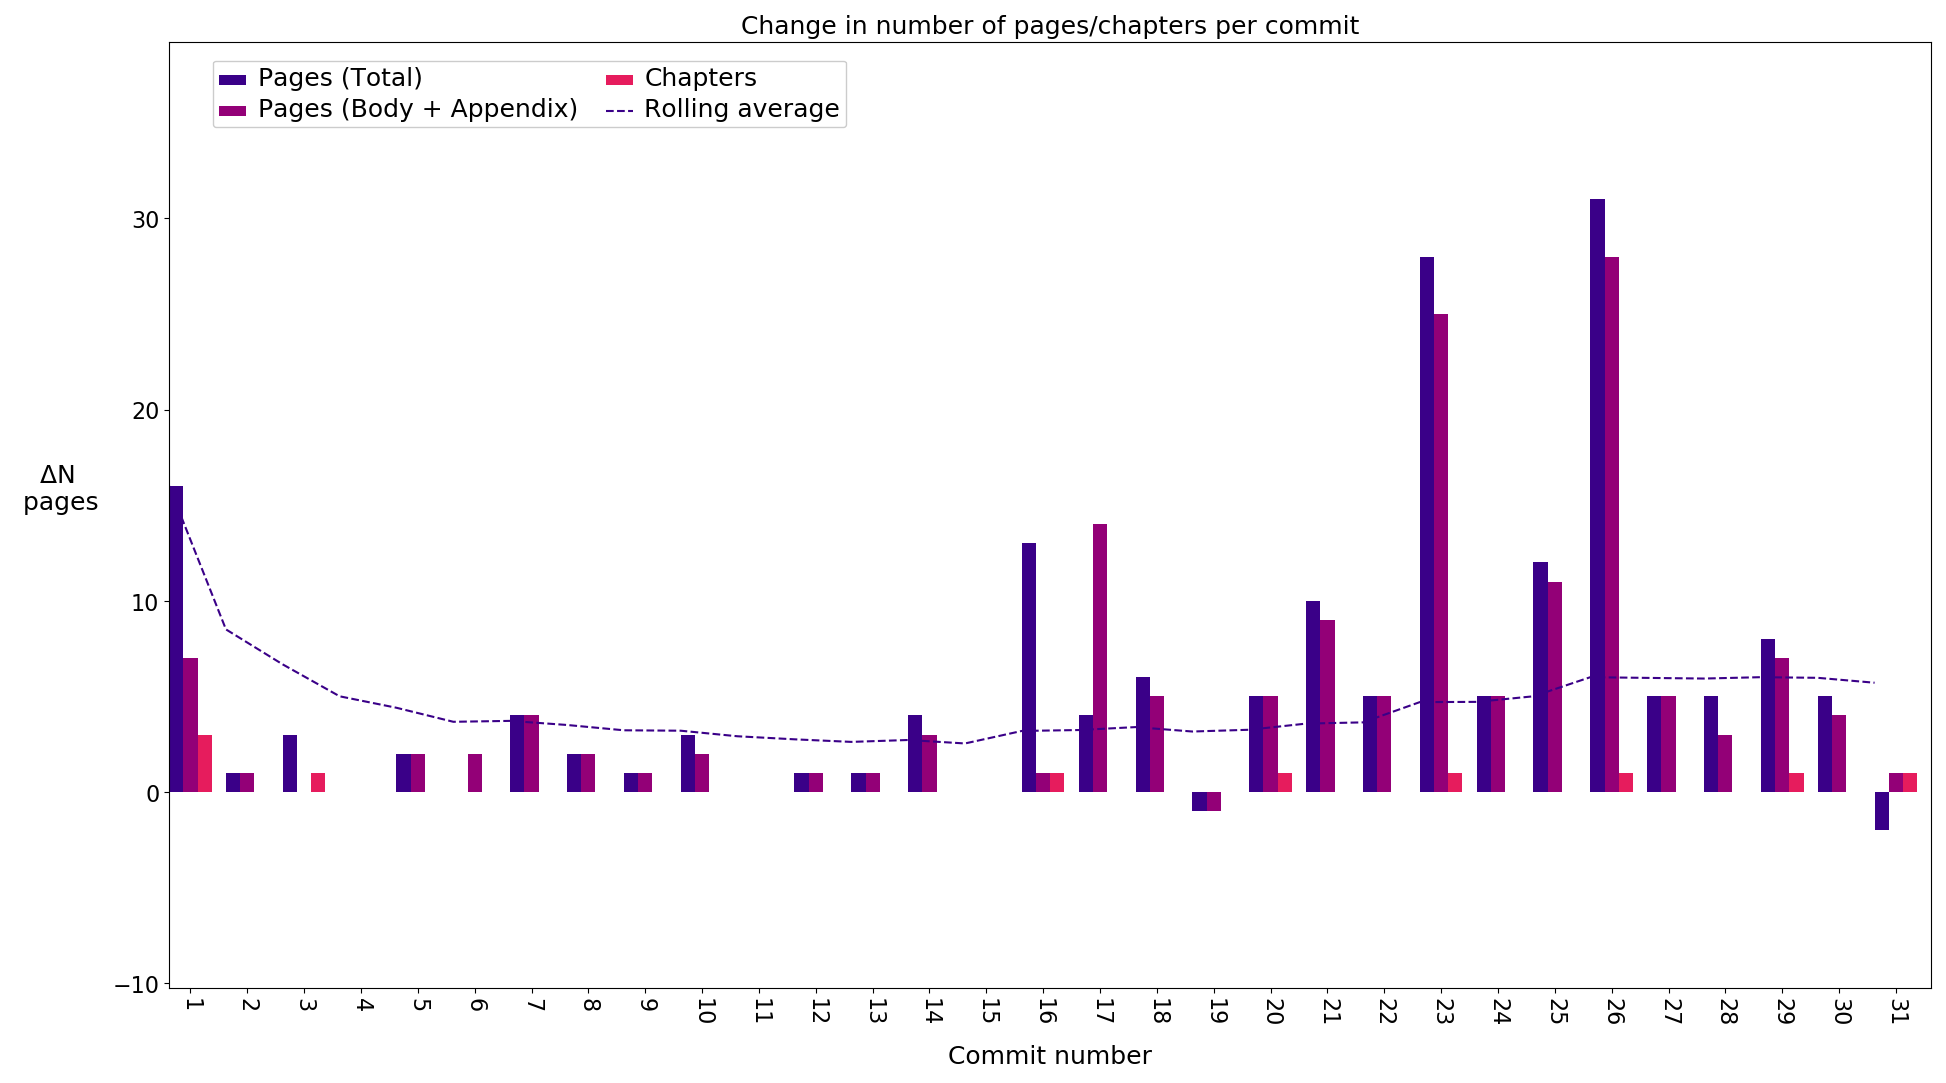 Change in number of pages/chapters per commit
Pages (Total)
Pages (Body + Appendix)
Chapters
Rolling average
30
20
10
0
−10
ΔN
pages
1 2 3 4 5 6 7 8 9 10 11 12 13 14 15 16 17 18 19 20 21 22 23 24 25 26 27 28 29 30 31
Commit number